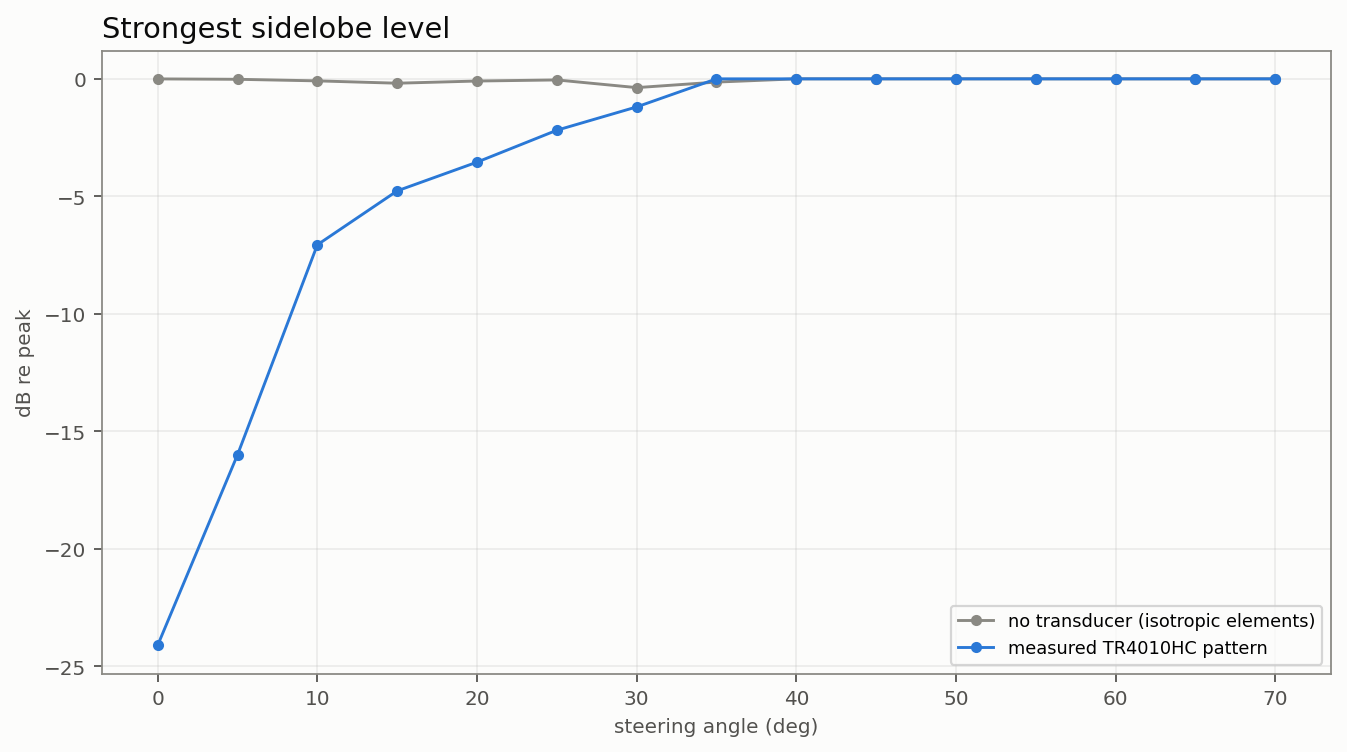 Strongest sidelobe level
dB re peak
0
−5
−10
−15
−20
−25
0 10 20 30 40 50 60 70
steering angle (deg)
no transducer (isotropic elements)
measured TR4010HC pattern